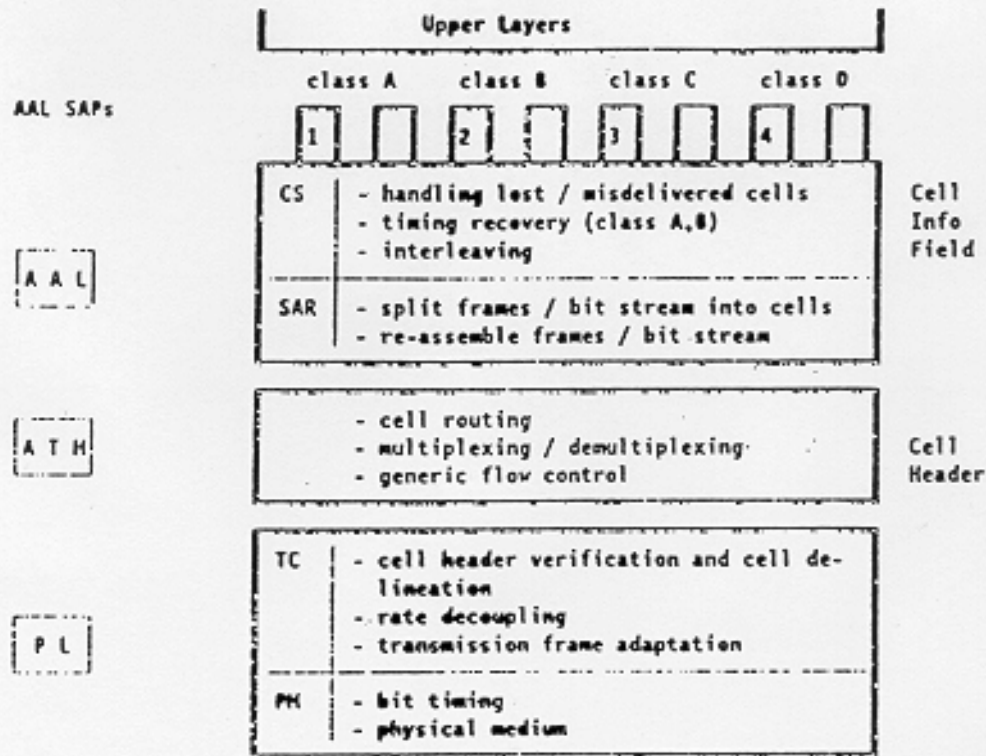 Upper Layers
class A class B class C class D
AAL SAPs
1 2 3 4
CS - handling lost / misdelivered cells
- timing recovery (class A,B)
- interleaving
Cell
Info
Field
A A L
SAR - split frames / bit stream into cells
- re-assemble frames / bit stream
A T M
- cell routing
- multiplexing / demultiplexing
- generic flow control
Cell
Header
P L
TC - cell header verification and cell de-
lineation
- rate decoupling
- transmission frame adaptation
PM - bit timing
- physical medium